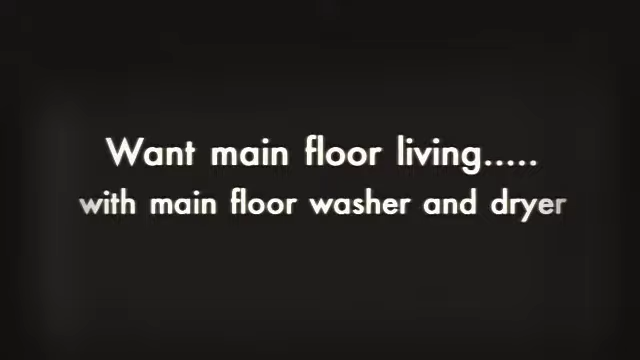 Want main floor living.....
with main floor washer and dryer